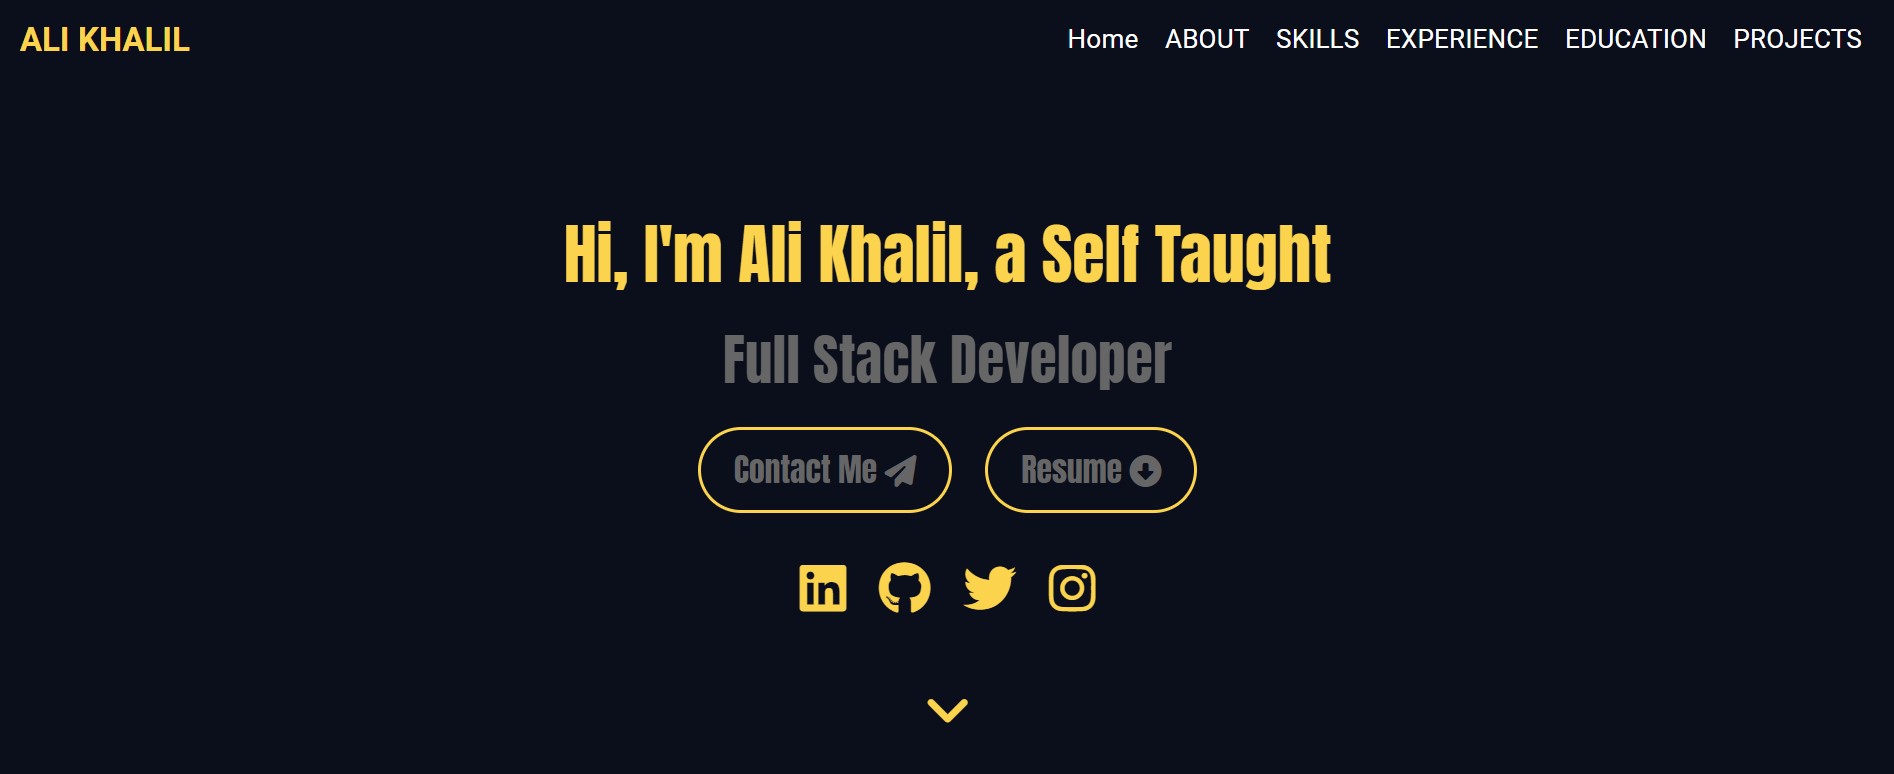 ALI KHALIL
Home ABOUT SKILLS EXPERIENCE EDUCATION PROJECTS
Hi, I'm Ali Khalil, a Self Taught
Full Stack Developer
Contact Me
Resume
in